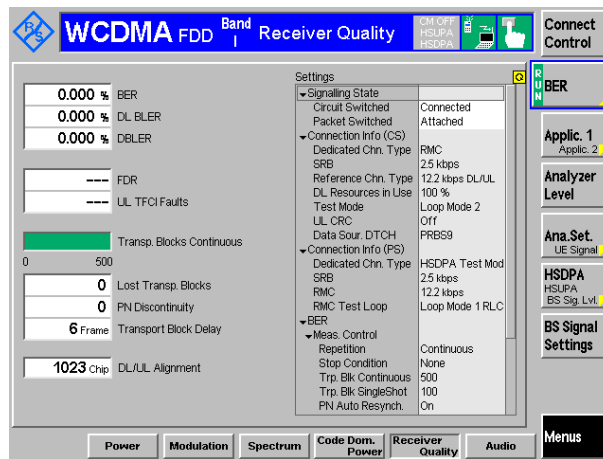 R&S WCDMA FDD Band I Receiver Quality
CM OFF
HSUPA
HSDPA
Connect Control
0.000 % BER
0.000 % DL BLER
0.000 % DBLER
--- FDR
--- UL TFCI Faults
Transp. Blocks Continuous
0 500
0 Lost Transp. Blocks
0 PN Discontinuity
6 Frame Transport Block Delay
1023 Chip DL/UL Alignment
Settings
Signalling State
Circuit Switched Connected
Packet Switched Attached
Connection Info (CS)
Dedicated Chn. Type RMC
SRB 2.5 kbps
Reference Chn. Type 12.2 kbps DL/UL
DL Resources in Use 100 %
Test Mode Loop Mode 2
UL CRC Off
Data Sour. DTCH PRBS9
Connection Info (PS)
Dedicated Chn. Type HSDPA Test Mod
SRB 2.5 kbps
RMC 12.2 kbps
RMC Test Loop Loop Mode 1 RLC
BER
Meas. Control
Repetition Continuous
Stop Condition None
Trp. Blk Continuous 500
Trp. Blk SingleShot 100
PN Auto Resynch. On
RUN BER
Applic. 1
Applic. 2
Analyzer Level
Ana.Set.
UE Signal
HSDPA
HSUPA
BS Sig. Lvl.
BS Signal Settings
Menus
Power
Modulation
Spectrum
Code Dom. Power
Receiver Quality
Audio